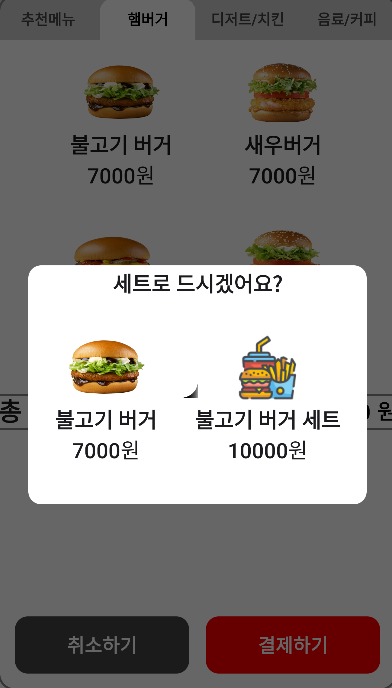 추천메뉴 햄버거 디저트/치킨 음료/커피
불고기 버거 새우버거
7000원 7000원
세트로 드시겠어요?
불고기 버거 불고기 버거 세트
7000원 10000원
총 원
취소하기 결제하기